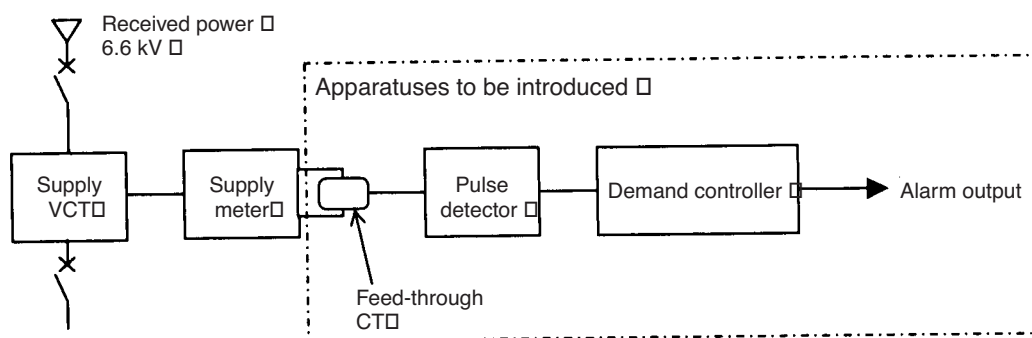 Received power □
6.6 kV □
Apparatuses to be introduced □
Supply
VCT□
Supply
meter□
Pulse
detector □
Demand controller □
Alarm output
Feed-through
CT□